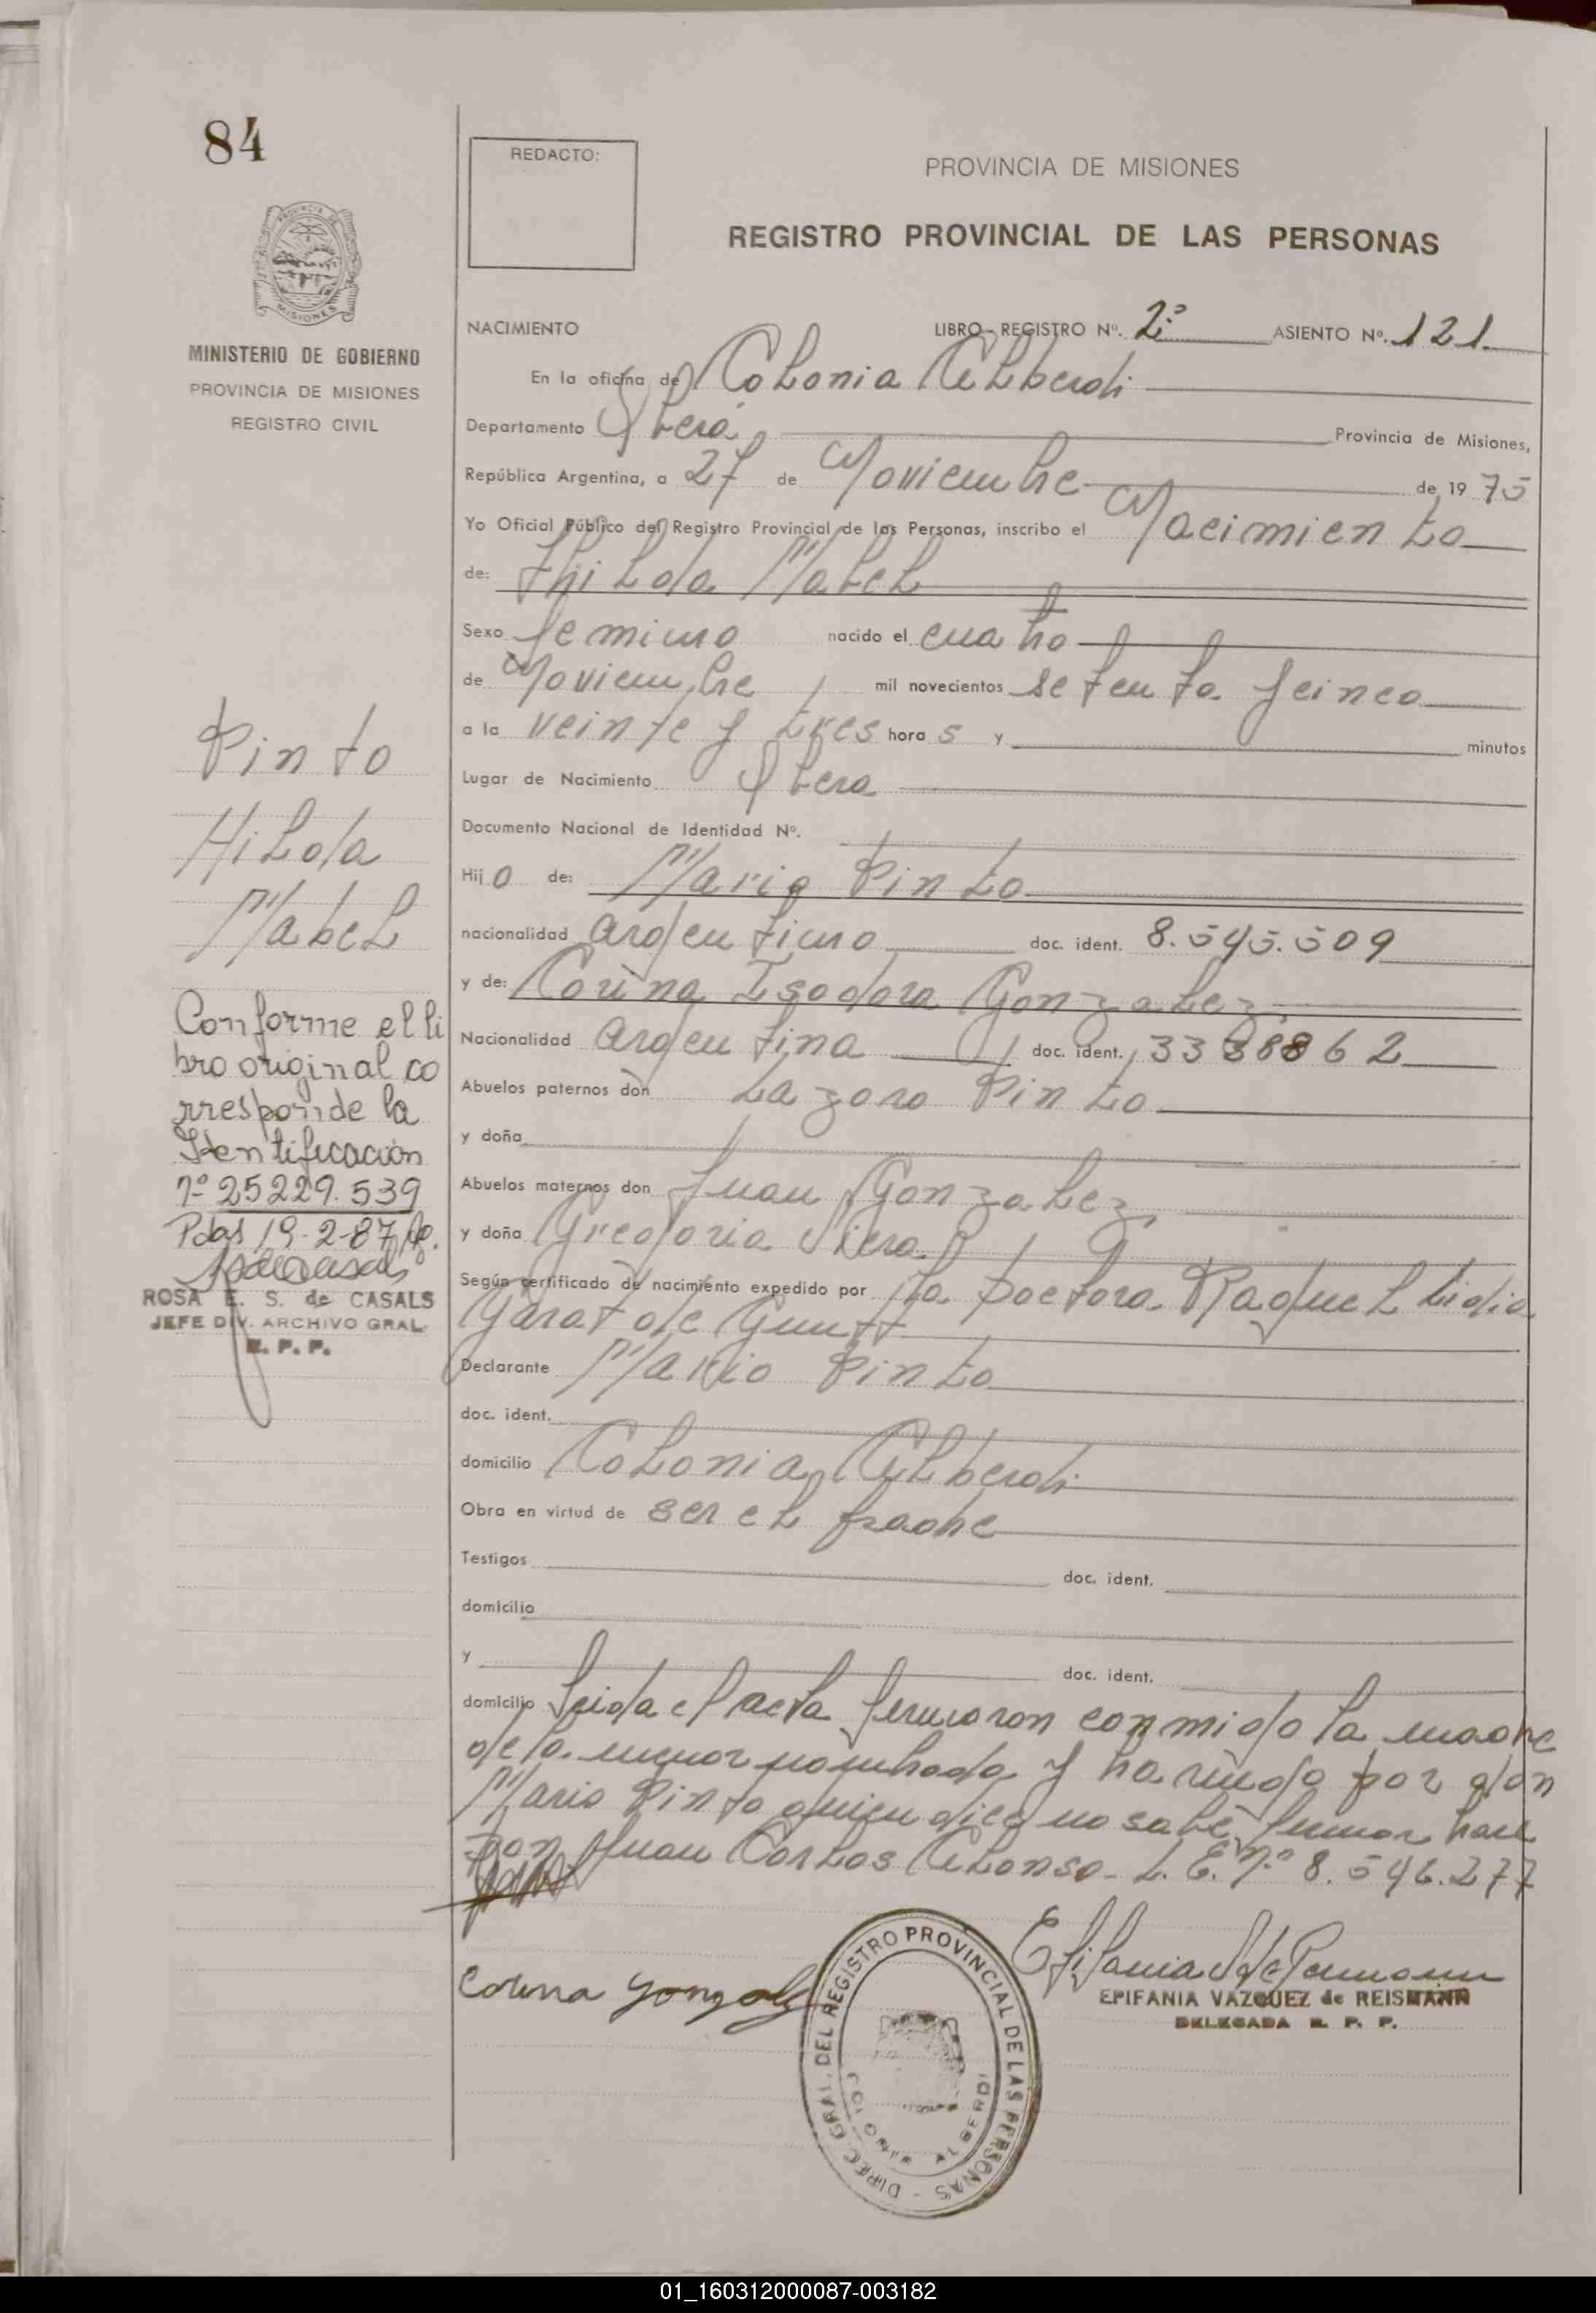 84
REDACTO:
PROVINCIA DE MISIONES
REGISTRO PROVINCIAL DE LAS PERSONAS
MINISTERIO DE GOBIERNO
PROVINCIA DE MISIONES
REGISTRO CIVIL
NACIMIENTO LIBRO - REGISTRO Nº. 2º ASIENTO Nº. 121.
En la oficina de Colonia Alberdi
Departamento Obera, Provincia de Misiones,
República Argentina, a 27 de Noviembre de 1975
Yo Oficial Público del Registro Provincial de las Personas, inscribo el Nacimiento
de: Hilda Mabel
Sexo femino nacido el cuatro
de Noviembre mil novecientos setenta y cinco
a la veinte y tres hora s y minutos
Lugar de Nacimiento Obera
Documento Nacional de Identidad Nº.
Hijo de: Mario Pinto
nacionalidad argentino doc. ident. 8.545.509
y de: Corina Isodora Gonzalez,
Nacionalidad argentina doc. ident.
Abuelos paternos don Lazaro Pinto
y doña
Abuelos maternos don Juan Gonzalez,
y doña Gregoria
Según certificado de nacimiento expedido por la Doctora Raquel Lidia
Garat de
Declarante Mario Pinto
doc. ident.
domicilio Colonia Alberdi
Obra en virtud de ser el padre
Testigos doc. ident.
domicilio
y doc. ident.
domicilio Leida el acta firmaron conmigo la madre
de la menor nombrada y por don
Mario Pinto quien dice no sabe firmar hace
don Juan Carlos Alonso - L. E. Nº 8.546.277
Pinto
Hilda
Mabel
Conforme el li
bro original co
rresponde la
Identificación
nº 25229.539
Pdas 19-2-87
ROSA E. S. de CASALS
JEFE DIV. ARCHIVO GRAL.
R. P. P.
Corina Gonzalez
EPIFANIA VAZQUEZ de REISMANN
DELEGADA R. P. P.
DIREC. GRAL. DEL REGISTRO PROVINCIAL DE LAS PERSONAS
COLONIA ALBERDI
01_160312000087-003182